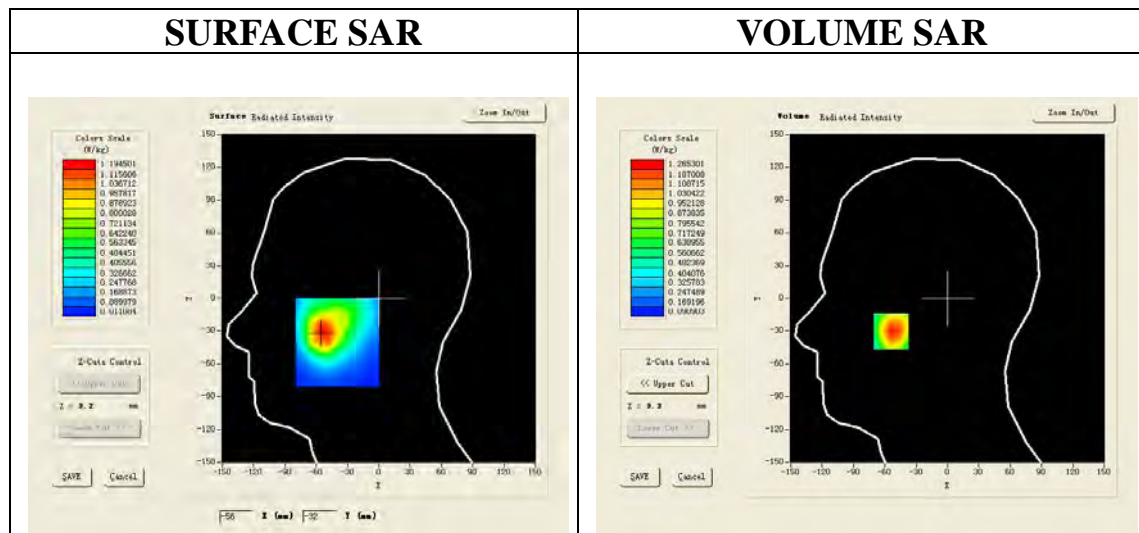 SURFACE SAR
VOLUME SAR
Surface Radiated Intensity
Zoom In/Out
Colors Scale
(W/kg)
1.194501
1.115606
1.036712
0.957817
0.878923
0.800028
0.721134
0.642240
0.563345
0.484451
0.405556
0.326662
0.247768
0.168873
0.089979
0.011084
150
120
90
60
30
0
-30
-60
-90
-120
-150
Y
-150 -120 -90 -60 -30 0 30 60 90 120 150
X
Z-Cuts Control
<< Upper Cut
Z = 3.2 mm
SAVE
Cancel
-56 X (mm) -32 Y (mm)
Volume Radiated Intensity
Zoom In/Out
Colors Scale
(W/kg)
1.265301
1.187008
1.108715
1.030422
0.952128
0.873835
0.795542
0.717249
0.638955
0.560662
0.482369
0.404076
0.325783
0.247489
0.169196
0.090903
150
120
90
60
30
0
-30
-60
-90
-120
-150
Y
-150 -120 -90 -60 -30 0 30 60 90 120 150
X
Z-Cuts Control
<< Upper Cut
Z = 3.2 mm
Lower Cut >>
SAVE
Cancel